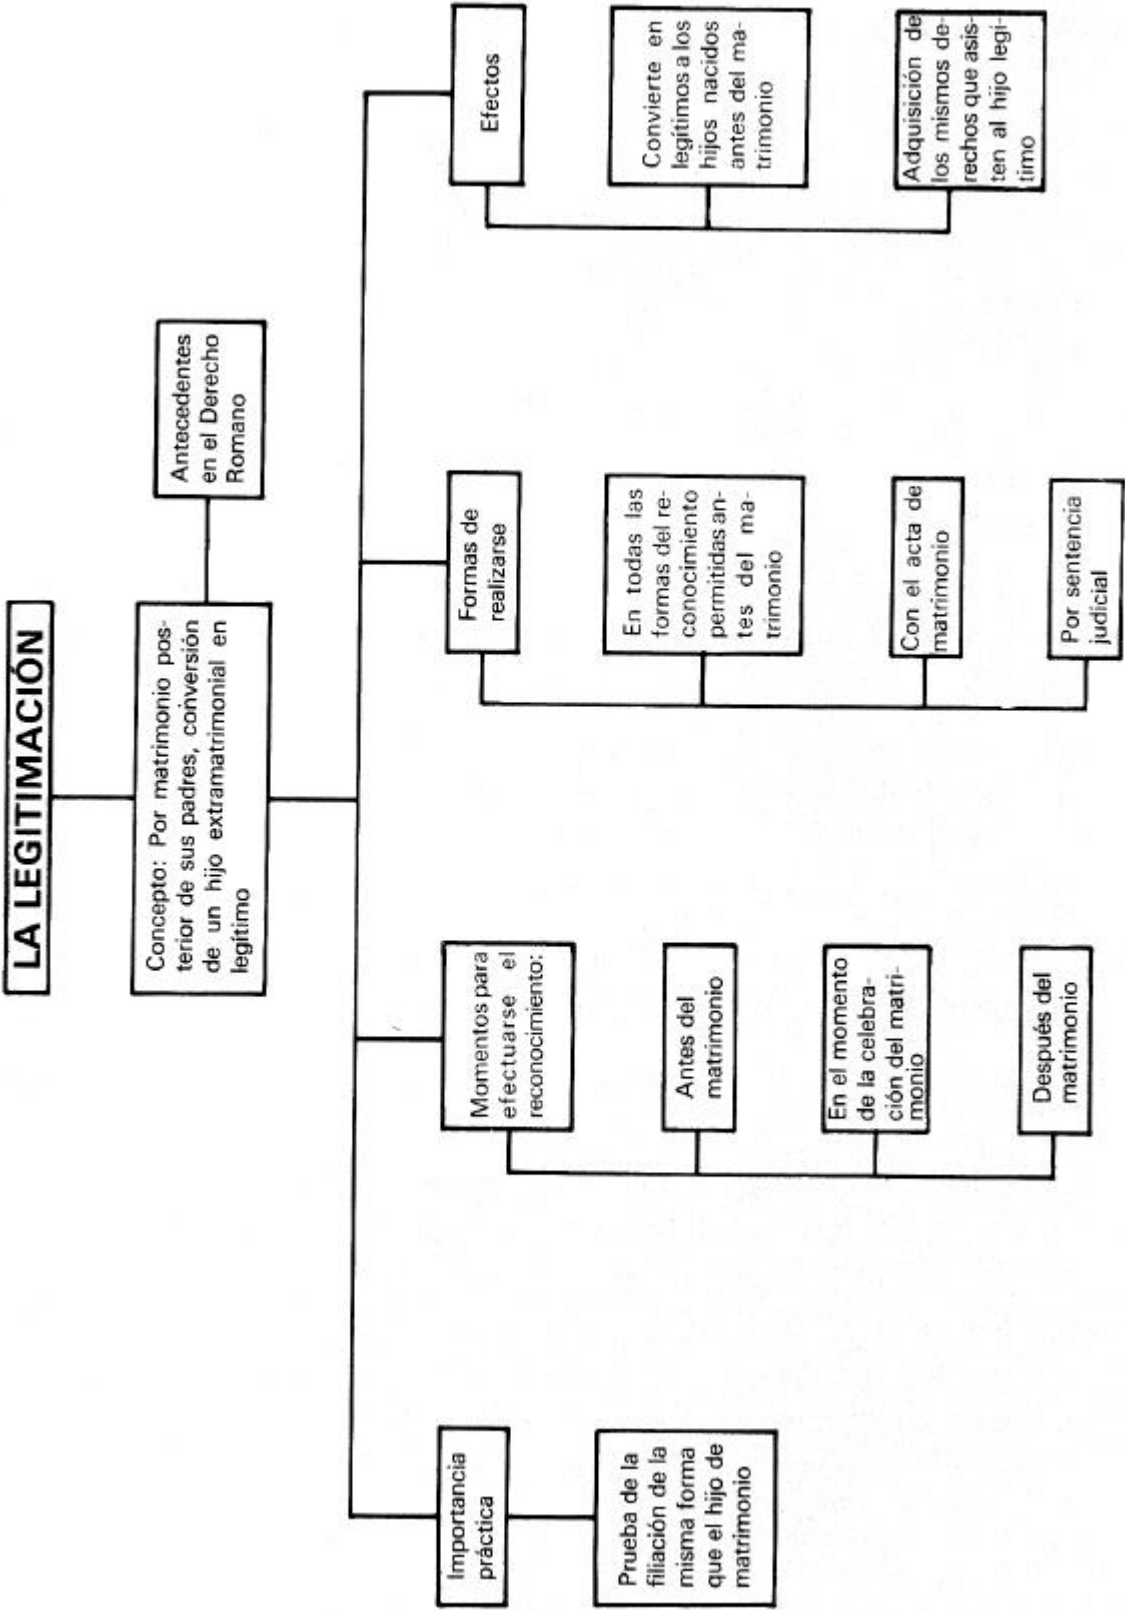 LA LEGITIMACIÓN
Concepto: Por matrimonio pos-
terior de sus padres, conversión
de un hijo extramatrimonial en
legítimo
Antecedentes
en el Derecho
Romano
Importancia
práctica
Prueba de la
filiación de la
misma forma
que el hijo de
matrimonio
Momentos para
efectuarse el
reconocimiento:
Antes del
matrimonio
En el momento
de la celebra-
ción del matri-
monio
Después del
matrimonio
Formas de
realizarse
En todas las
formas del re-
conocimiento
permitidas an-
tes del ma-
trimonio
Con el acta de
matrimonio
Por sentencia
judicial
Efectos
Convierte en
legítimos a los
hijos nacidos
antes del ma-
trimonio
Adquisición de
los mismos de-
rechos que asis-
ten al hijo legi-
timo